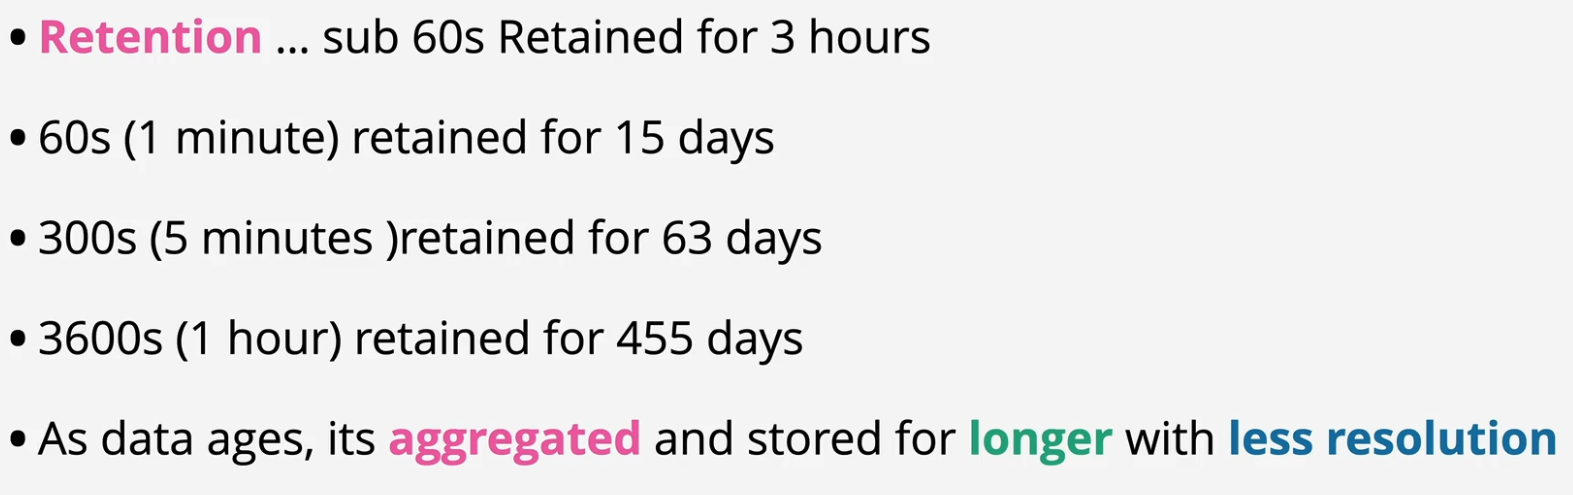 • Retention ... sub 60s Retained for 3 hours
• 60s (1 minute) retained for 15 days
• 300s (5 minutes )retained for 63 days
• 3600s (1 hour) retained for 455 days
• As data ages, its aggregated and stored for longer with less resolution